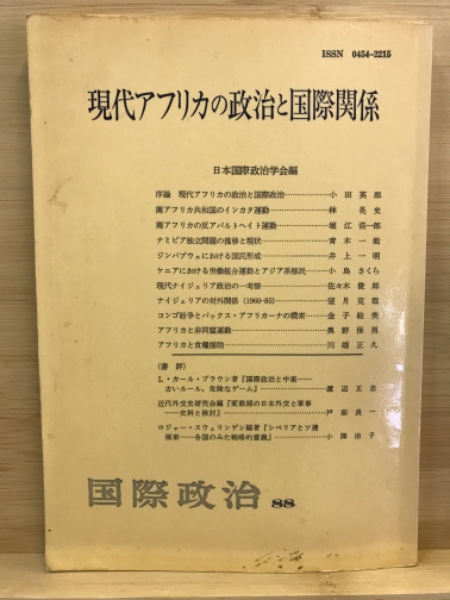 ISSN 0454-2215
現代アフリカの政治と国際関係
日本国際政治学会編
序論 現代アフリカの政治と国際政治………………小田英郎
南アフリカ共和国のインカタ運動………………林晃史
南アフリカの反アパルトヘイト運動………………堀江浩一郎
ナミビア独立問題の推移と現状………………青木一能
ジンバブウェにおける国民形成………………井上一明
ケニアにおける労働組合運動とアジア系移民………………小島さくら
現代ナイジェリア政治の一考察………………佐々木俊郎
ナイジェリアの対外関係 (1960-85)………………望月克哉
コンゴ紛争とパックス・アフリカーナの模索………………金子絵美
アフリカと非同盟運動………………奥野保男
アフリカと食糧援助………………川端正久
(書評)
L・カール・ブラウン著『国際政治と中東——
古いルール,危険なゲーム』………………渡辺正志
近代外交史研究会編『変動期の日本外交と軍事
——史料と検討』………………戸部良一
ロジャー・スウェリンゲン編著『シベリアとソ連
極東——各国のみた戦略的意義』………………小澤治子
国際政治 88